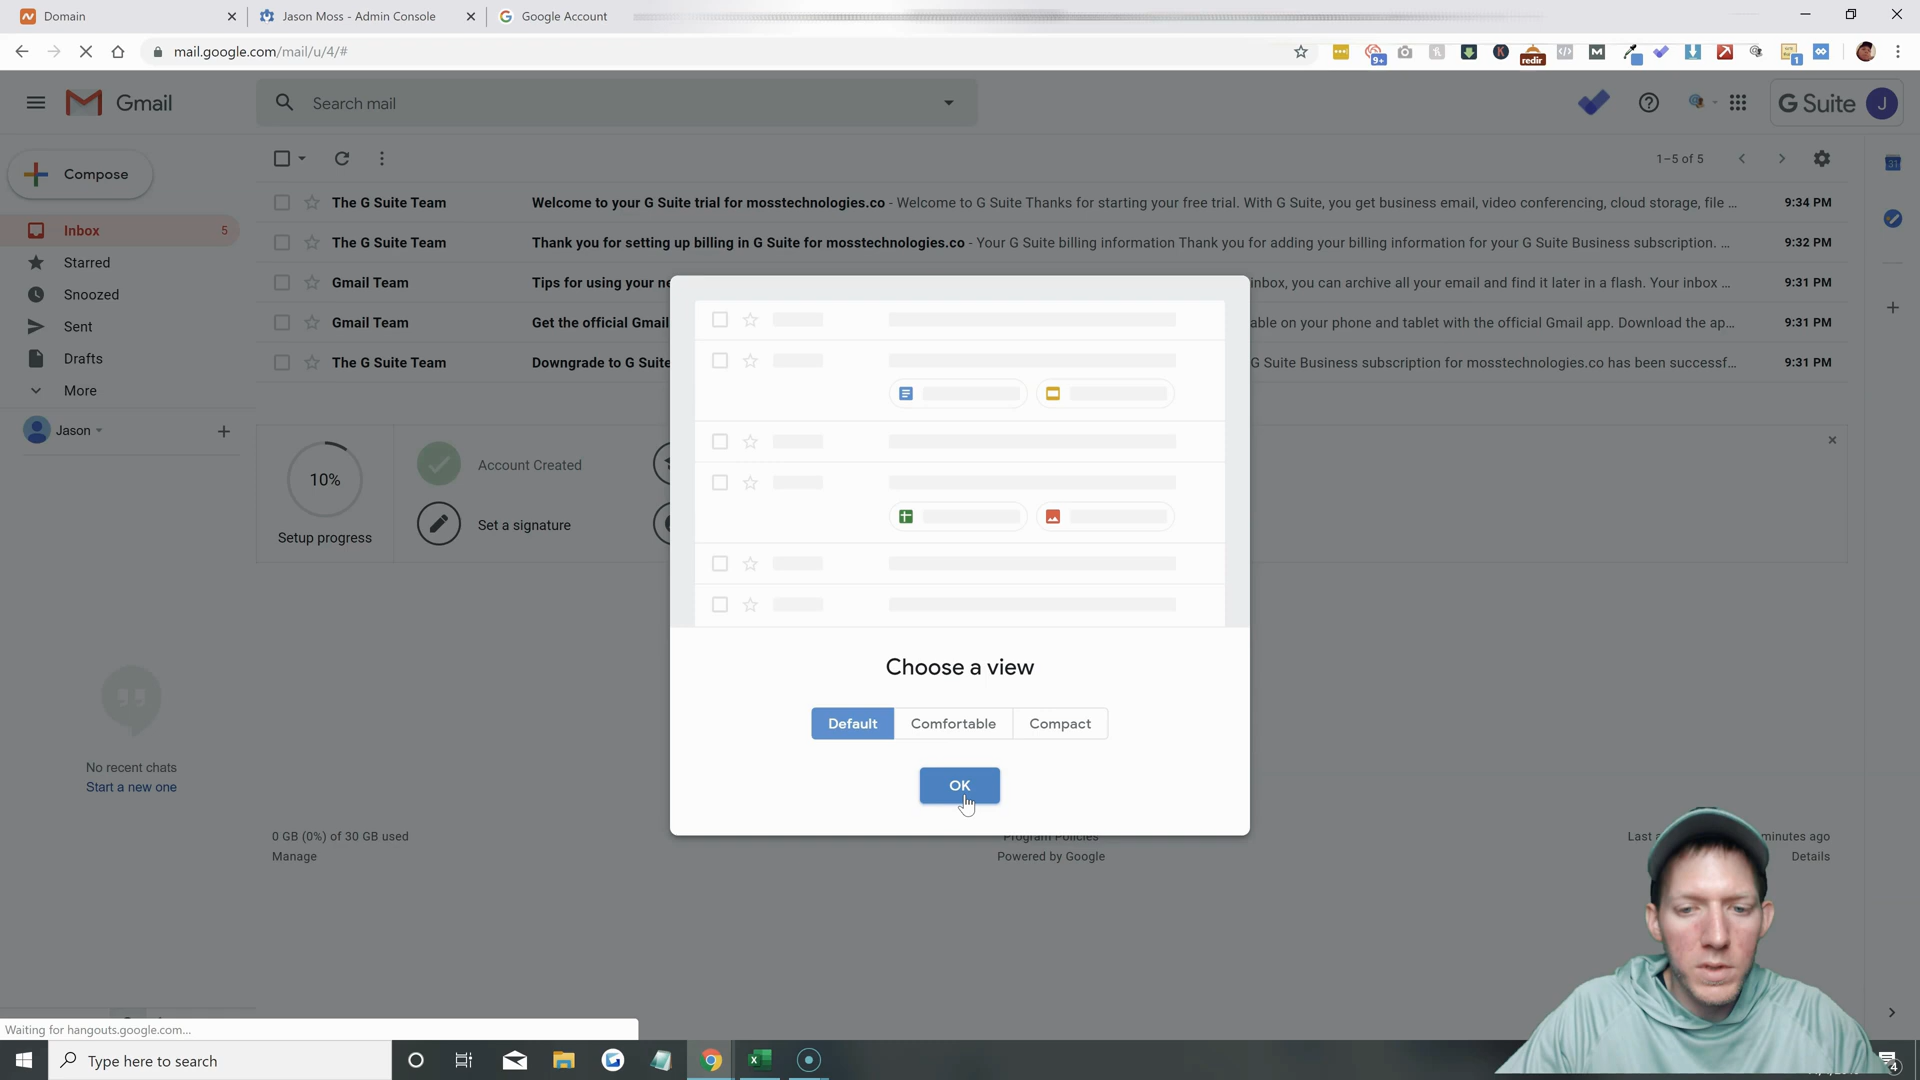 Domain
Jason Moss - Admin Console
Google Account
mail.google.com/mail/u/4/#
9+
redir
1
Gmail
Search mail
G Suite
J
Compose
1–5 of 5
31
Inbox
5
Starred
Snoozed
Sent
Drafts
More
Jason
The G Suite Team
Welcome to your G Suite trial for mosstechnologies.co - Welcome to G Suite Thanks for starting your free trial. With G Suite, you get business email, video conferencing, cloud storage, file ...
9:34 PM
The G Suite Team
Thank you for setting up billing in G Suite for mosstechnologies.co - Your G Suite billing information Thank you for adding your billing information for your G Suite Business subscription. ...
9:32 PM
Gmail Team
Tips for using your
inbox, you can archive all your email and find it later in a flash. Your inbox ...
9:31 PM
Gmail Team
Get the official Gmail
able on your phone and tablet with the official Gmail app. Download the ap...
9:31 PM
The G Suite Team
Downgrade to G Suite
G Suite Business subscription for mosstechnologies.co has been successf...
9:31 PM
10%
Setup progress
Account Created
Set a signature
Choose a view
Default
Comfortable
Compact
OK
No recent chats
Start a new one
0 GB (0%) of 30 GB used
Manage
Program Policies
Powered by Google
Last
minutes ago
Details
Waiting for hangouts.google.com...
Type here to search
4